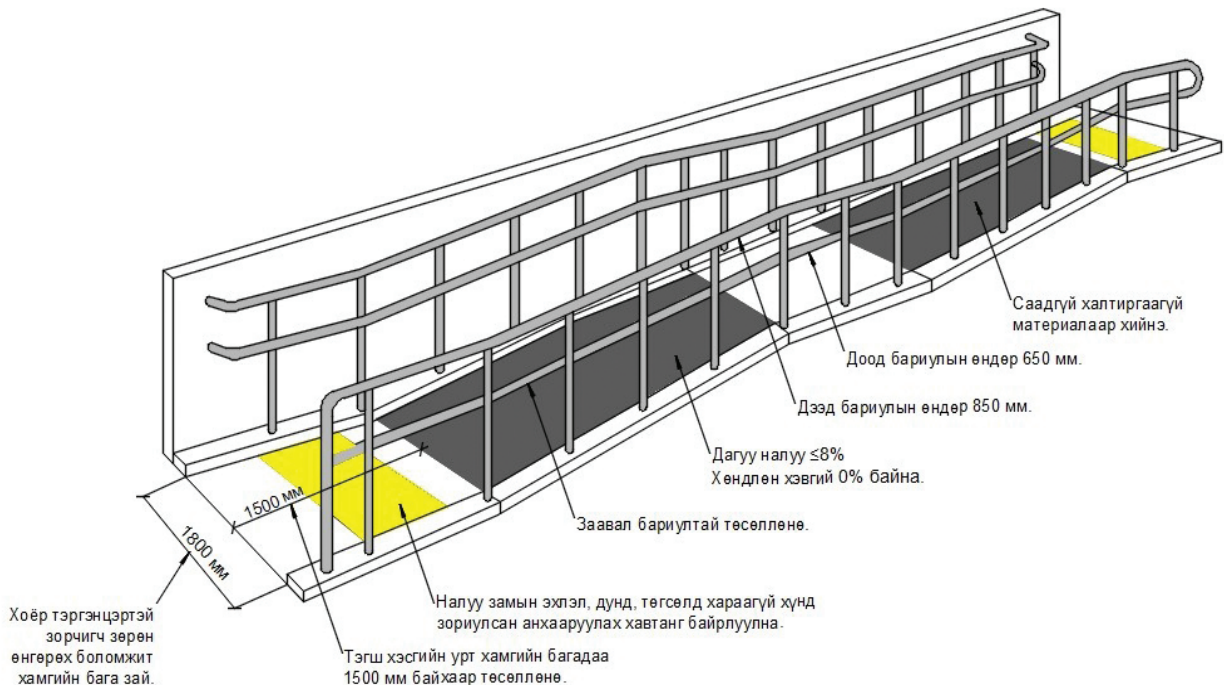 Саадгүй халтиргаагүй
материалаар хийнэ.
Доод бариулын өндөр 650 мм.
Дээд бариулын өндөр 850 мм.
Дагуу налуу ≤8%
Хөндлөн хэвгий 0% байна.
Заавал бариултай төсөллөнө.
1500 мм
1800 мм
Налуу замын эхлэл, дунд, төгсөлд хараагүй хүнд
зориулсан анхааруулах хавтанг байрлуулна.
Хоёр тэргэнцэртэй
зорчигч зөрөн
өнгөрөх боломжит
хамгийн бага зай.
Тэгш хэсгийн урт хамгийн багадаа
1500 мм байхаар төсөллөнө.